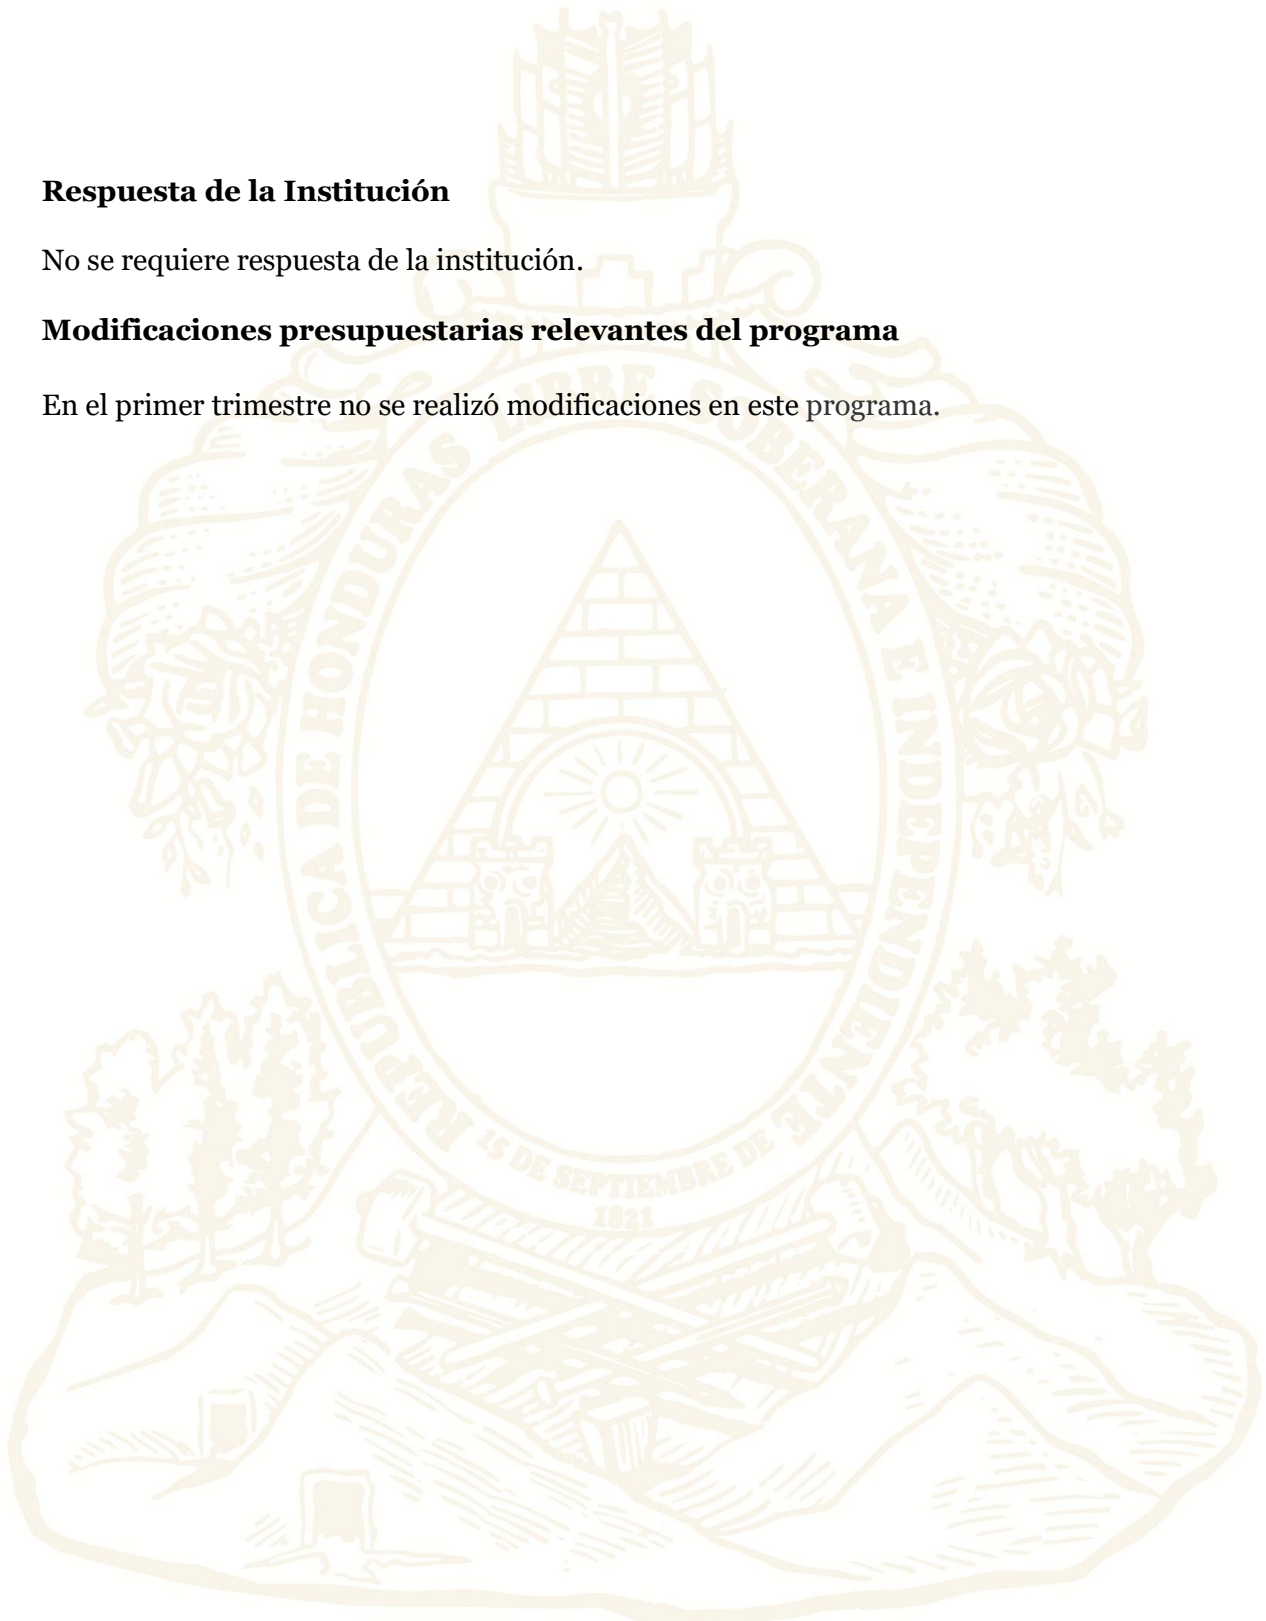 Respuesta de la Institución
No se requiere respuesta de la institución.
Modificaciones presupuestarias relevantes del programa
En el primer trimestre no se realizó modificaciones en este programa.
REPUBLICA DE HONDURAS LIBRE SOBERANA E INDEPENDIENTE
15 DE SEPTIEMBRE DE
1821